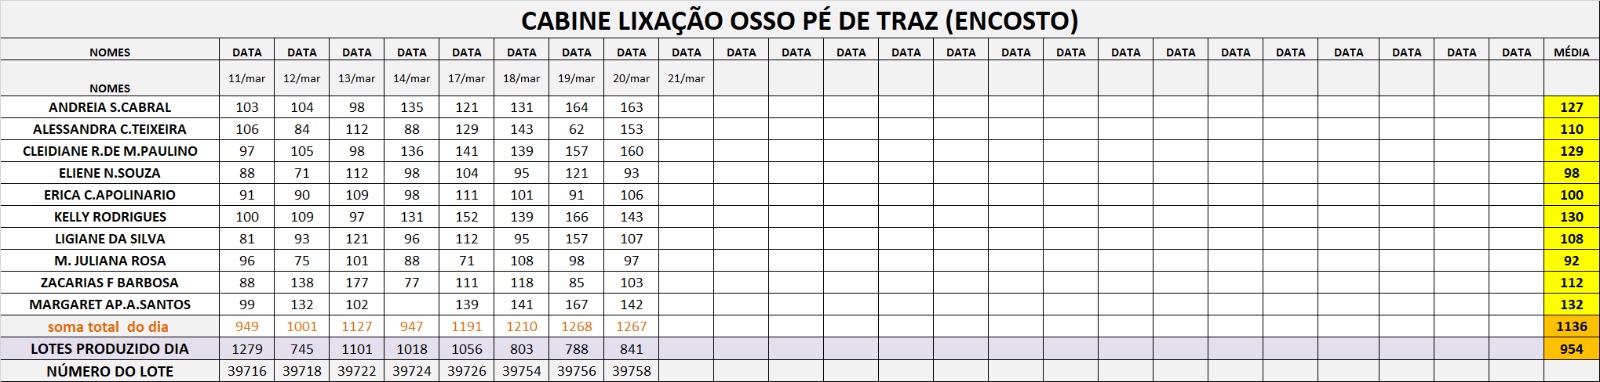 CABINE LIXAÇÃO OSSO PÉ DE TRAZ (ENCOSTO)
NOMES DATA DATA DATA DATA DATA DATA DATA DATA DATA DATA DATA DATA DATA DATA DATA DATA DATA DATA DATA DATA DATA DATA DATA DATA MÉDIA
NOMES 11/mar 12/mar 13/mar 14/mar 17/mar 18/mar 19/mar 20/mar 21/mar
ANDREIA S.CABRAL 103 104 98 135 121 131 164 163 127
ALESSANDRA C.TEIXEIRA 106 84 112 88 129 143 62 153 110
CLEIDIANE R.DE M.PAULINO 97 105 98 136 141 139 157 160 129
ELIENE N.SOUZA 88 71 112 98 104 95 121 93 98
ERICA C.APOLINARIO 91 90 109 98 111 101 91 106 100
KELLY RODRIGUES 100 109 97 131 152 139 166 143 130
LIGIANE DA SILVA 81 93 121 96 112 95 157 107 108
M. JULIANA ROSA 96 75 101 88 71 108 98 97 92
ZACARIAS F BARBOSA 88 138 177 77 111 118 85 103 112
MARGARET AP.A.SANTOS 99 132 102 139 141 167 142 132
soma total do dia 949 1001 1127 947 1191 1210 1268 1267 1136
LOTES PRODUZIDO DIA 1279 745 1101 1018 1056 803 788 841 954
NÚMERO DO LOTE 39716 39718 39722 39724 39726 39754 39756 39758